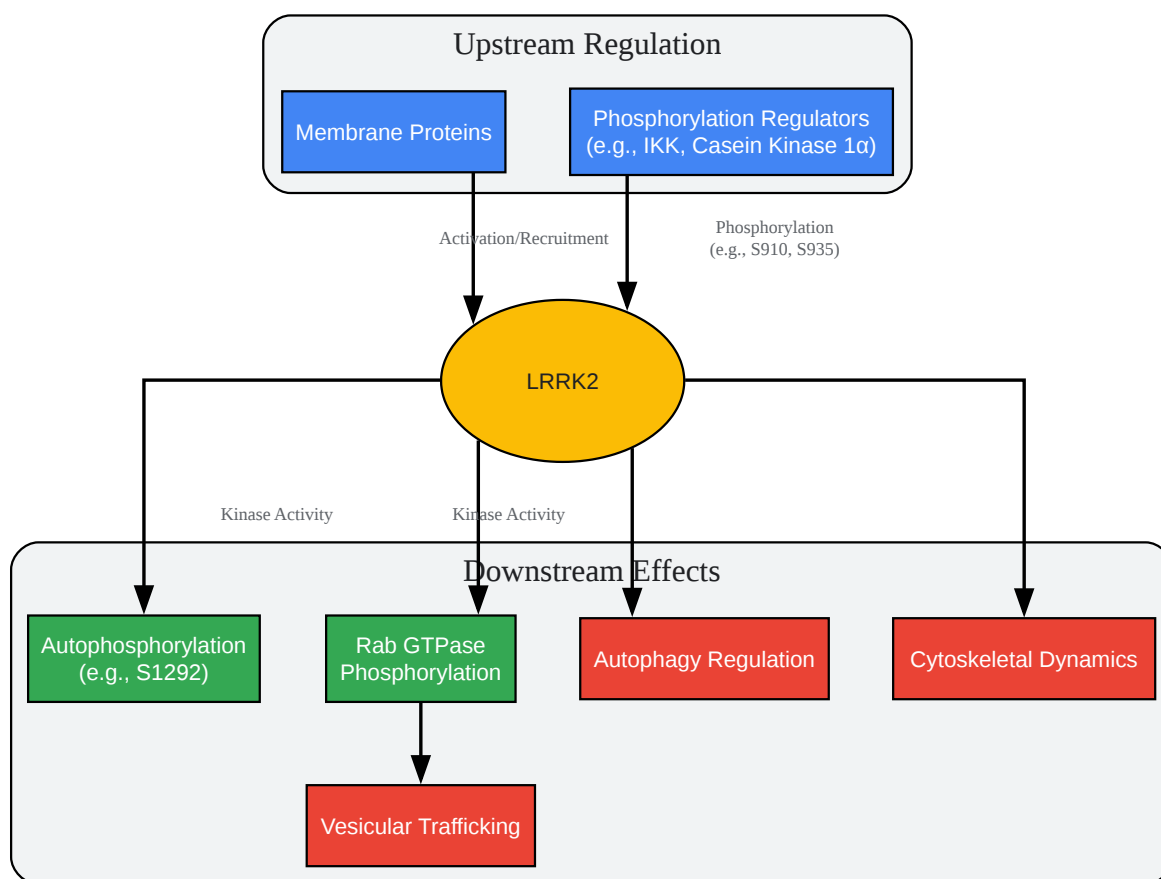 Upstream Regulation
Membrane Proteins
Phosphorylation Regulators
(e.g., IKK, Casein Kinase 1α)
Activation/Recruitment
Phosphorylation
(e.g., S910, S935)
LRRK2
Kinase Activity
Kinase Activity
Downstream Effects
Autophosphorylation
(e.g., S1292)
Rab GTPase
Phosphorylation
Autophagy Regulation
Cytoskeletal Dynamics
Vesicular Trafficking